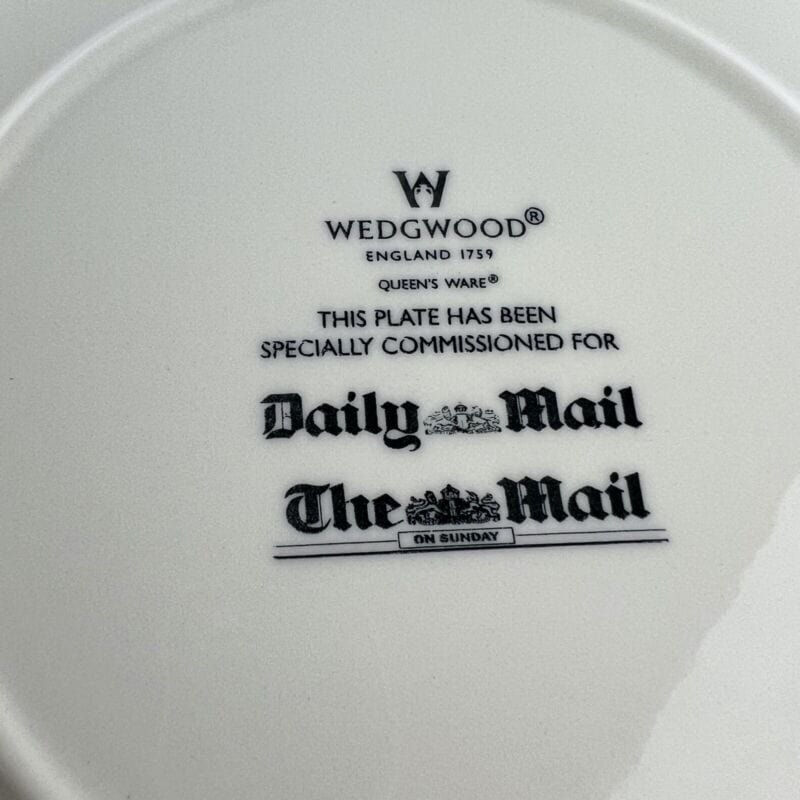 W
WEDGWOOD®
ENGLAND 1759
QUEEN'S WARE®
THIS PLATE HAS BEEN
SPECIALLY COMMISSIONED FOR
Daily Mail
The Mail
ON SUNDAY